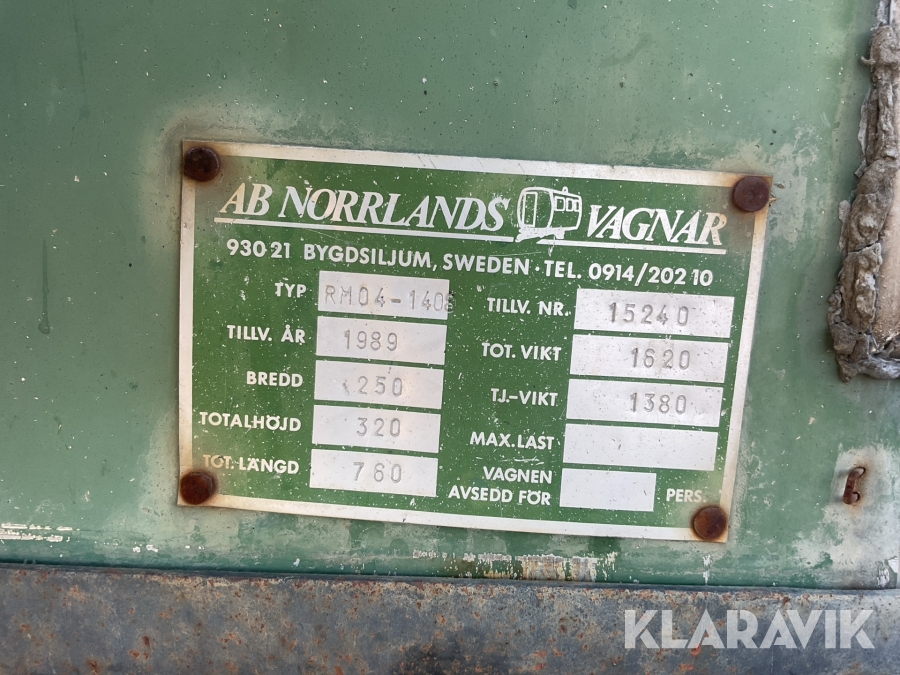 AB NORRLANDS VAGNAR
930 21 BYGDSILJUM, SWEDEN · TEL. 0914/202 10
TYP RM04-1406
TILLV. ÅR 1989
BREDD 250
TOTALHÖJD 320
TOT. LÄNGD 760
TILLV. NR. 15240
TOT. VIKT 1620
TJ.-VIKT 1380
MAX. LAST
VAGNEN AVSEDD FÖR PERS.
KLARAVIK